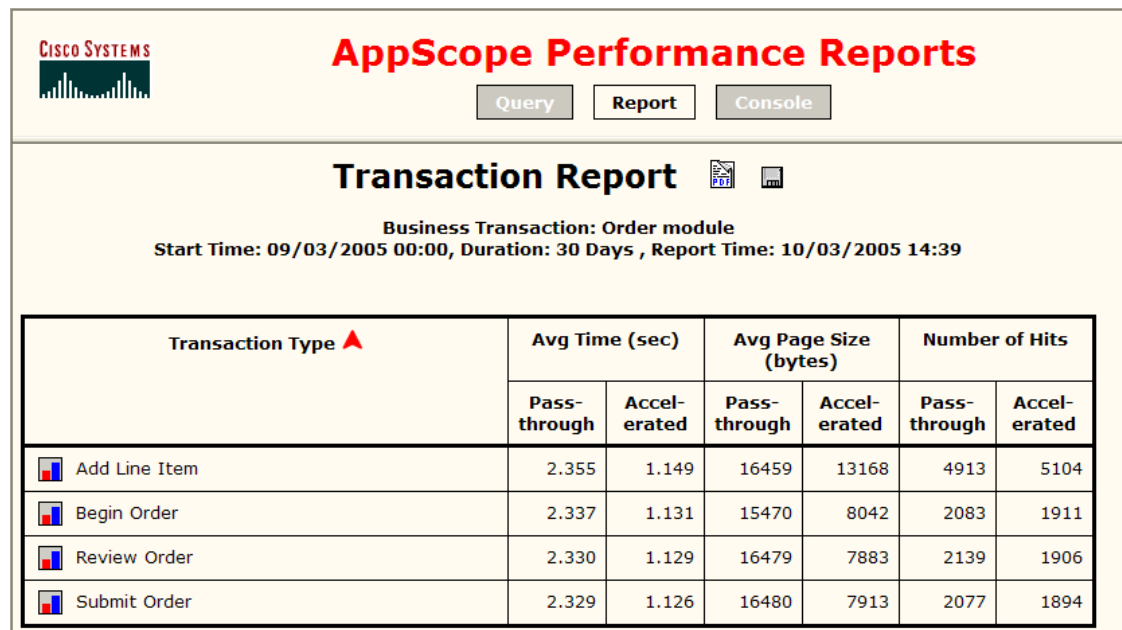 CISCO SYSTEMS
AppScope Performance Reports
Query Report Console
Transaction Report PDF
Business Transaction: Order module
Start Time: 09/03/2005 00:00, Duration: 30 Days , Report Time: 10/03/2005 14:39
Transaction Type Avg Time (sec) Avg Page Size (bytes) Number of Hits
Pass-through Accel-erated Pass-through Accel-erated Pass-through Accel-erated
Add Line Item 2.355 1.149 16459 13168 4913 5104
Begin Order 2.337 1.131 15470 8042 2083 1911
Review Order 2.330 1.129 16479 7883 2139 1906
Submit Order 2.329 1.126 16480 7913 2077 1894